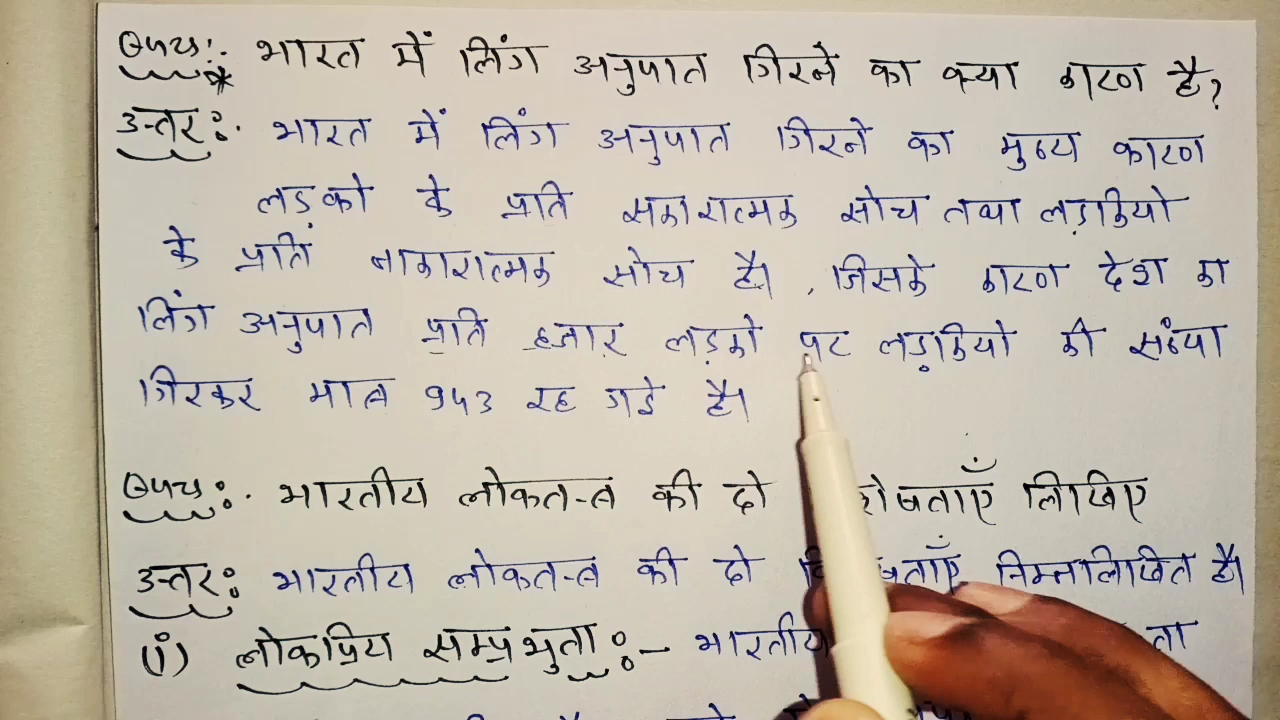 प्रश्न:. भारत में लिंग अनुपात गिरने का क्या कारण है?
उत्तर:. भारत में लिंग अनुपात गिरने का मुख्य कारण
लड़को के प्रति सकारात्मक सोच तथा लड़कियो
के प्रति नाकारात्मक सोच है। , जिसके कारण देश का
लिंग अनुपात प्रति हजार लड़को पर लड़कियो की संख्या
गिरकर मात्र 943 रह गई है।
प्रश्न:. भारतीय लोकतन्त्र की दो लिखिए
उत्तर: भारतीय लोकतन्त्र की दो निम्नलिखित है।
(i) लोकप्रिय सम्प्रभुता:- भारतीय